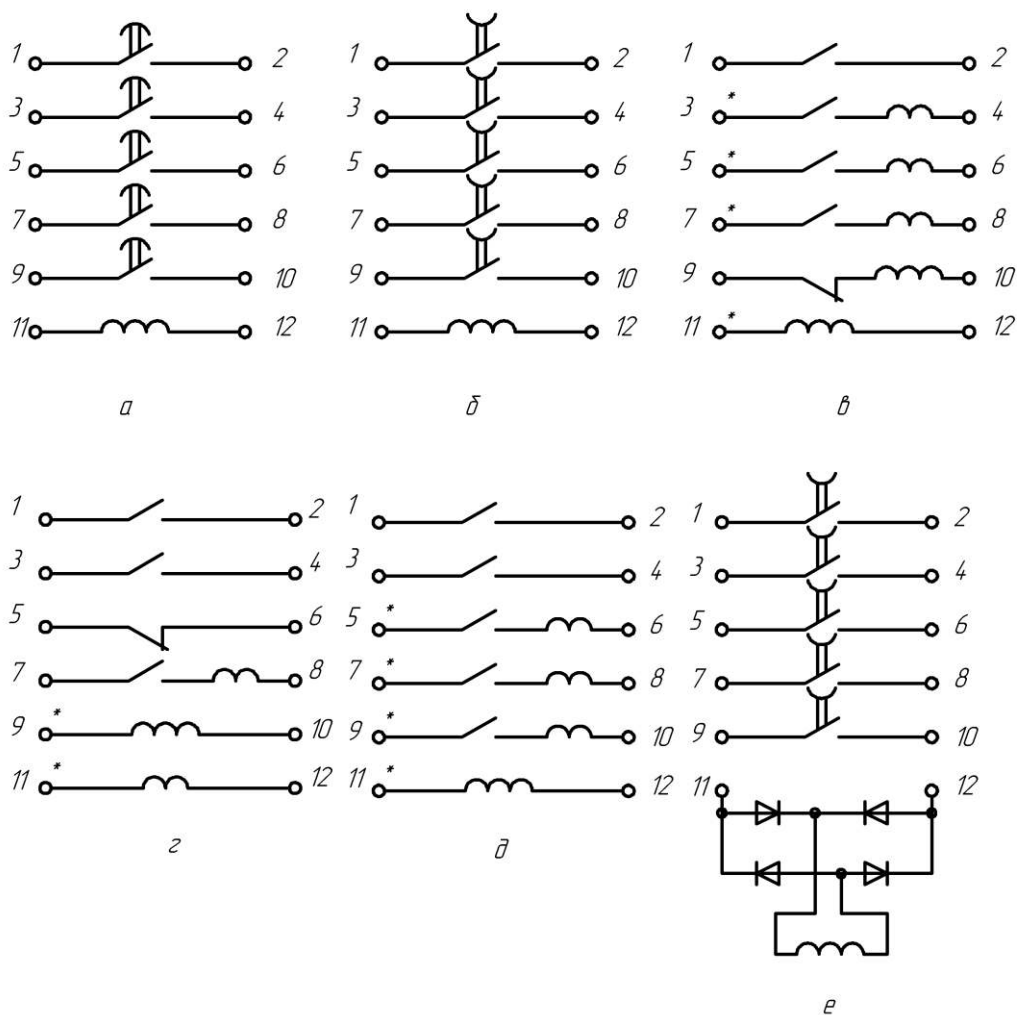 1 2 1 2 1 2
3 4 3 4 3 * 4
5 6 5 6 5 * 6
7 8 7 8 7 * 8
9 10 9 10 9 10
11 12 11 12 11 * 12
а б в
1 2 1 2 1 2
3 4 3 4 3 4
5 6 5 * 6 5 6
7 8 7 * 8 7 8
9 * 10 9 * 10 9 10
11 * 12 11 * 12 11 12
г д е